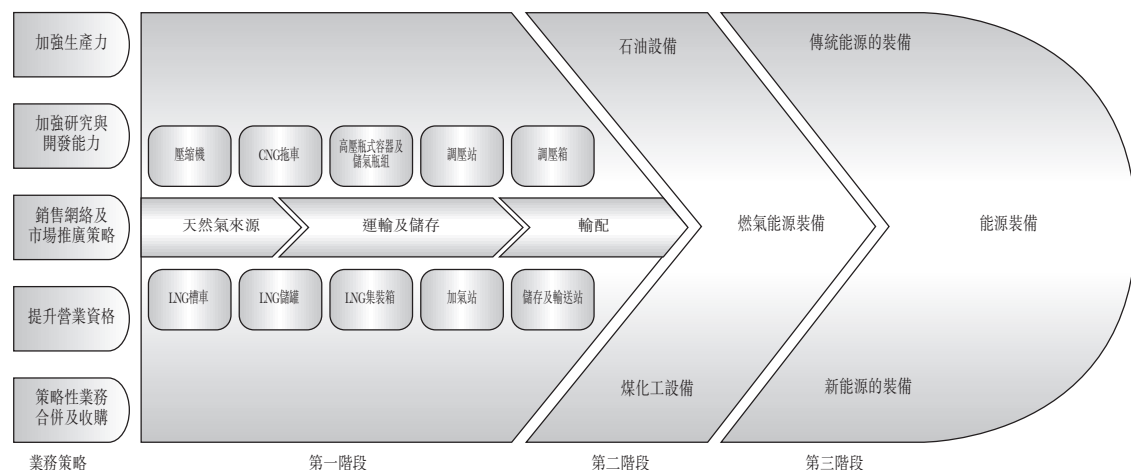 加強生產力
加強研究與
開發能力
銷售網絡及
市場推廣策略
提升營業資格
策略性業務
合併及收購
業務策略
壓縮機
CNG拖車
高壓瓶式容器及
儲氣瓶組
調壓站
調壓箱
天然氣來源
運輸及儲存
輸配
LNG槽車
LNG儲罐
LNG集裝箱
加氣站
儲存及輸送站
第一階段
石油設備
燃氣能源裝備
煤化工設備
第二階段
傳統能源的裝備
能源裝備
新能源的裝備
第三階段